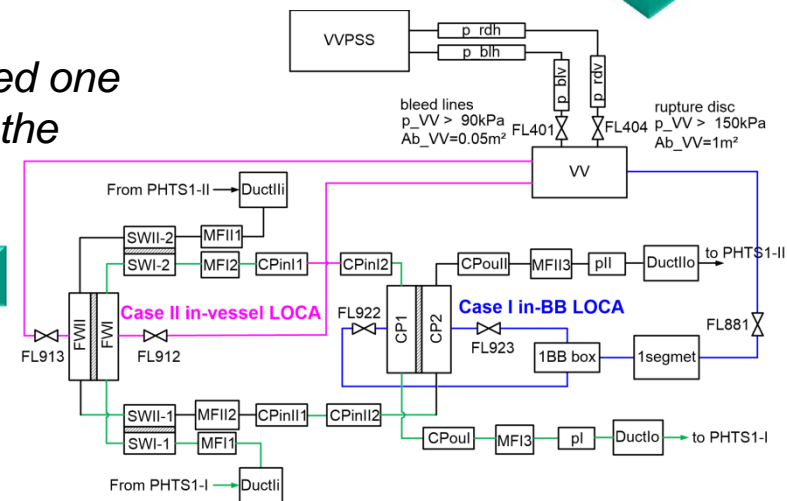 ed one
the
VVPSS
p_rdh
p_blh
p_blv
p_rdv
bleed lines
p_VV > 90kPa
Ab_VV=0.05m²
FL401
FL404
rupture disc
p_VV > 150kPa
Ab_VV=1m²
VV
From PHTS1-II
DuctIIi
SWII-2
MFII1
SWI-2
MFI2
CPinI1
CPinI2
CPouII
MFII3
pII
DuctIIo
to PHTS1-II
Case II in-vessel LOCA
Case I in-BB LOCA
FL922
FL923
FL881
FWII
FWI
CP1
CP2
FL913
FL912
1BB box
1segmet
SWII-1
MFII2
CPinII1
CPinII2
SWI-1
MFI1
CPouI
MFI3
pI
DuctIo
to PHTS1-I
From PHTS1-I
DuctIi